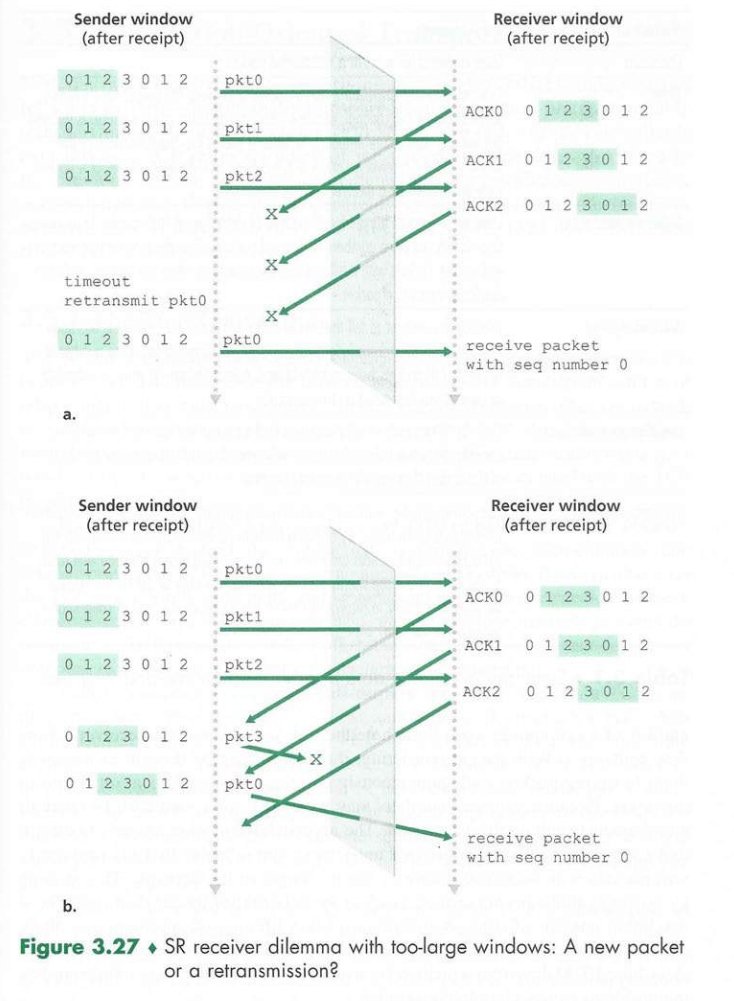 Sender window
(after receipt)
Receiver window
(after receipt)
0 1 2 3 0 1 2
pkt0
ACK0 0 1 2 3 0 1 2
0 1 2 3 0 1 2
pkt1
ACK1 0 1 2 3 0 1 2
0 1 2 3 0 1 2
pkt2
ACK2 0 1 2 3 0 1 2
X
X
timeout
retransmit pkt0
X
0 1 2 3 0 1 2
pkt0
receive packet
with seq number 0
a.
Sender window
(after receipt)
Receiver window
(after receipt)
0 1 2 3 0 1 2
pkt0
ACK0 0 1 2 3 0 1 2
0 1 2 3 0 1 2
pkt1
ACK1 0 1 2 3 0 1 2
0 1 2 3 0 1 2
pkt2
ACK2 0 1 2 3 0 1 2
0 1 2 3 0 1 2
pkt3
X
0 1 2 3 0 1 2
pkt0
receive packet
with seq number 0
b.
Figure 3.27 ♦ SR receiver dilemma with too-large windows: A new packet
or a retransmission?